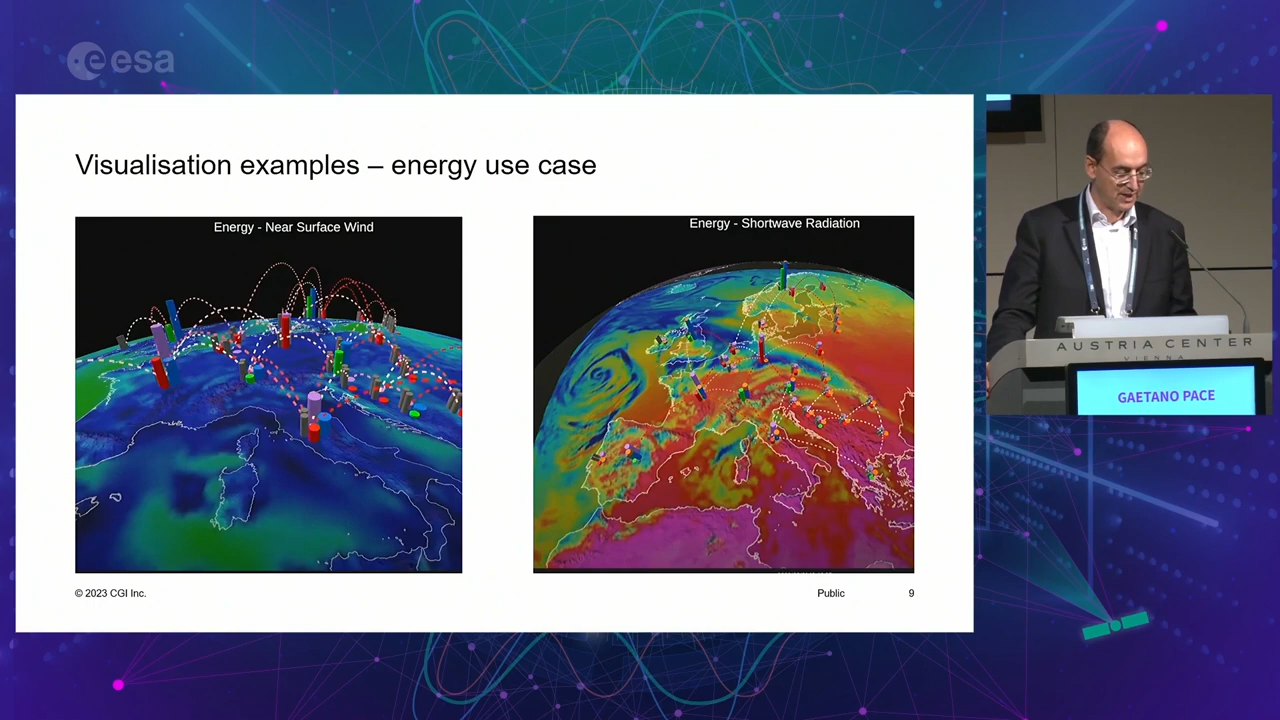 esa
Visualisation examples – energy use case
Energy - Near Surface Wind
Energy - Shortwave Radiation
© 2023 CGI Inc.
Public
9
AUSTRIA CENTER
VIENNA
GAETANO PACE